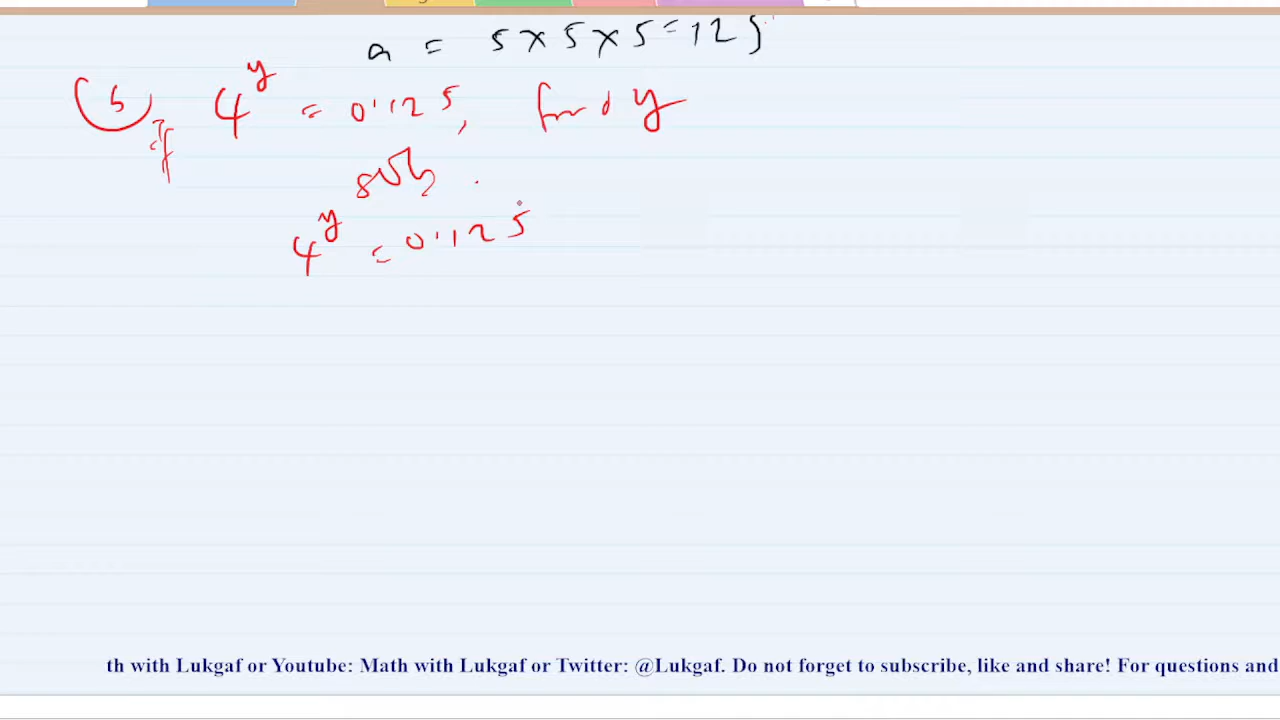 a = 5 × 5 × 5 = 125
5 If 4^y = 0.125, find y
soln.
4^y = 0.125
th with Lukgaf or Youtube: Math with Lukgaf or Twitter: @Lukgaf. Do not forget to subscribe, like and share! For questions and